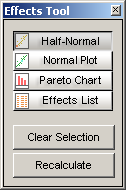 Effects Tool
Half-Normal
Normal Plot
Pareto Chart
Effects List
Clear Selection
Recalculate